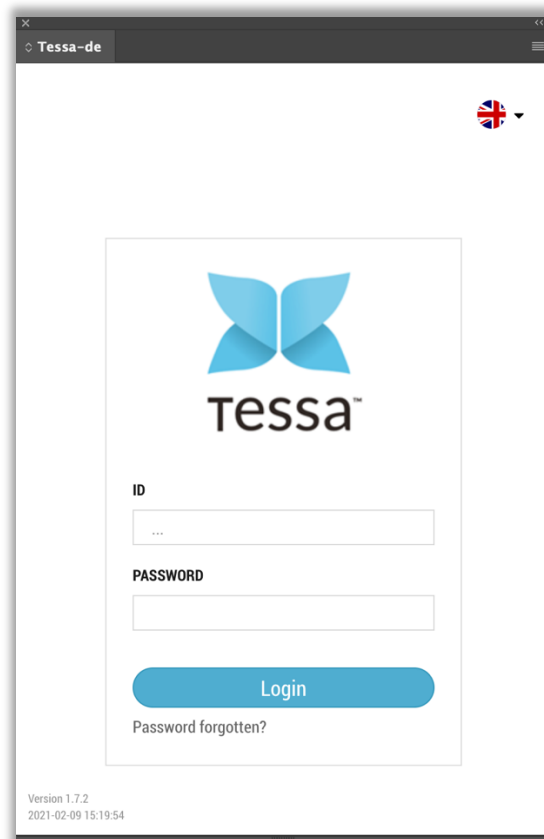 Tessa-de
Tessa™
ID
...
PASSWORD
Login
Password forgotten?
Version 1.7.2
2021-02-09 15:19:54